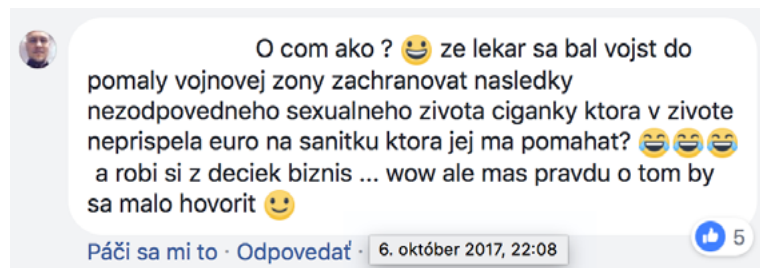 O com ako ? 😀 ze lekar sa bal vojst do
pomaly vojnovej zony zachranovat nasledky
nezodpovedneho sexualneho zivota ciganky ktora v zivote
neprispela euro na sanitku ktora jej ma pomahat? 😂😂😂
a robi si z deciek biznis ... wow ale mas pravdu o tom by
sa malo hovorit 🙂
5
Páči sa mi to · Odpovedať · 6. október 2017, 22:08